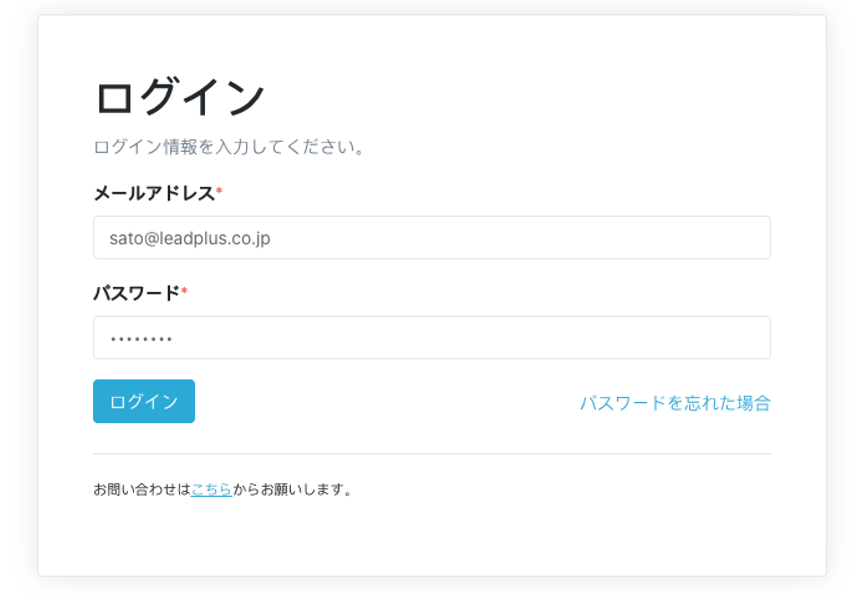 ログイン
ログイン情報を入力してください。
メールアドレス*
sato@leadplus.co.jp
パスワード*
••••••••
ログイン
パスワードを忘れた場合
お問い合わせはこちらからお願いします。